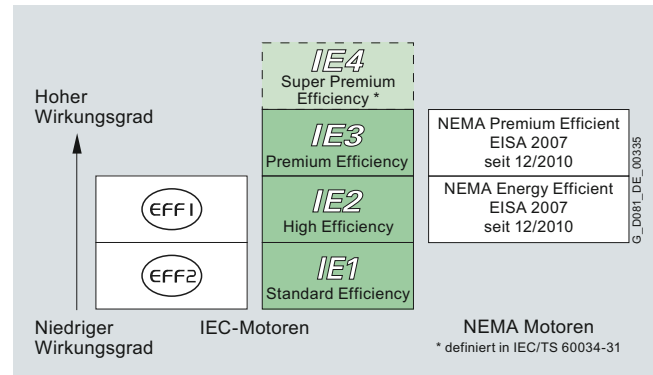 Hoher
Wirkungsgrad
Niedriger
Wirkungsgrad
EFF1
EFF2
IEC-Motoren
IE4
Super Premium
Efficiency *
IE3
Premium Efficiency
IE2
High Efficiency
IE1
Standard Efficiency
NEMA Premium Efficient
EISA 2007
seit 12/2010
NEMA Energy Efficient
EISA 2007
seit 12/2010
NEMA Motoren
* definiert in IEC/TS 60034-31
G_D081_DE_00335